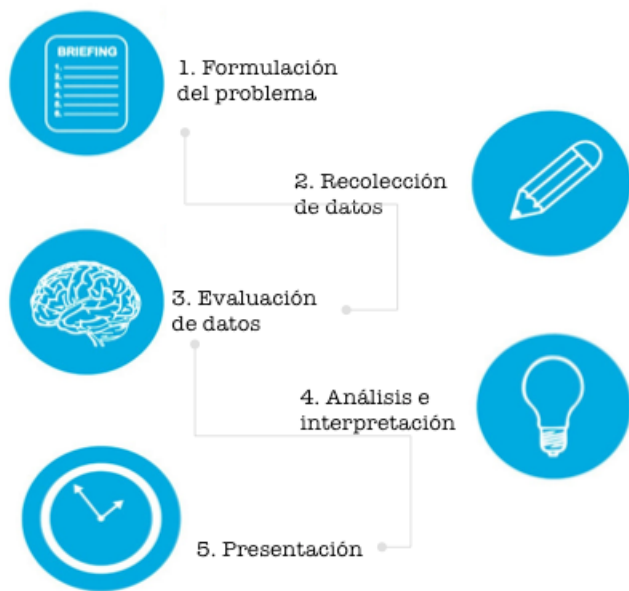 BRIEFING
1.
2.
3.
4.
5.
6.
1. Formulación
del problema
2. Recolección
de datos
3. Evaluación
de datos
4. Análisis e
interpretación
5. Presentación